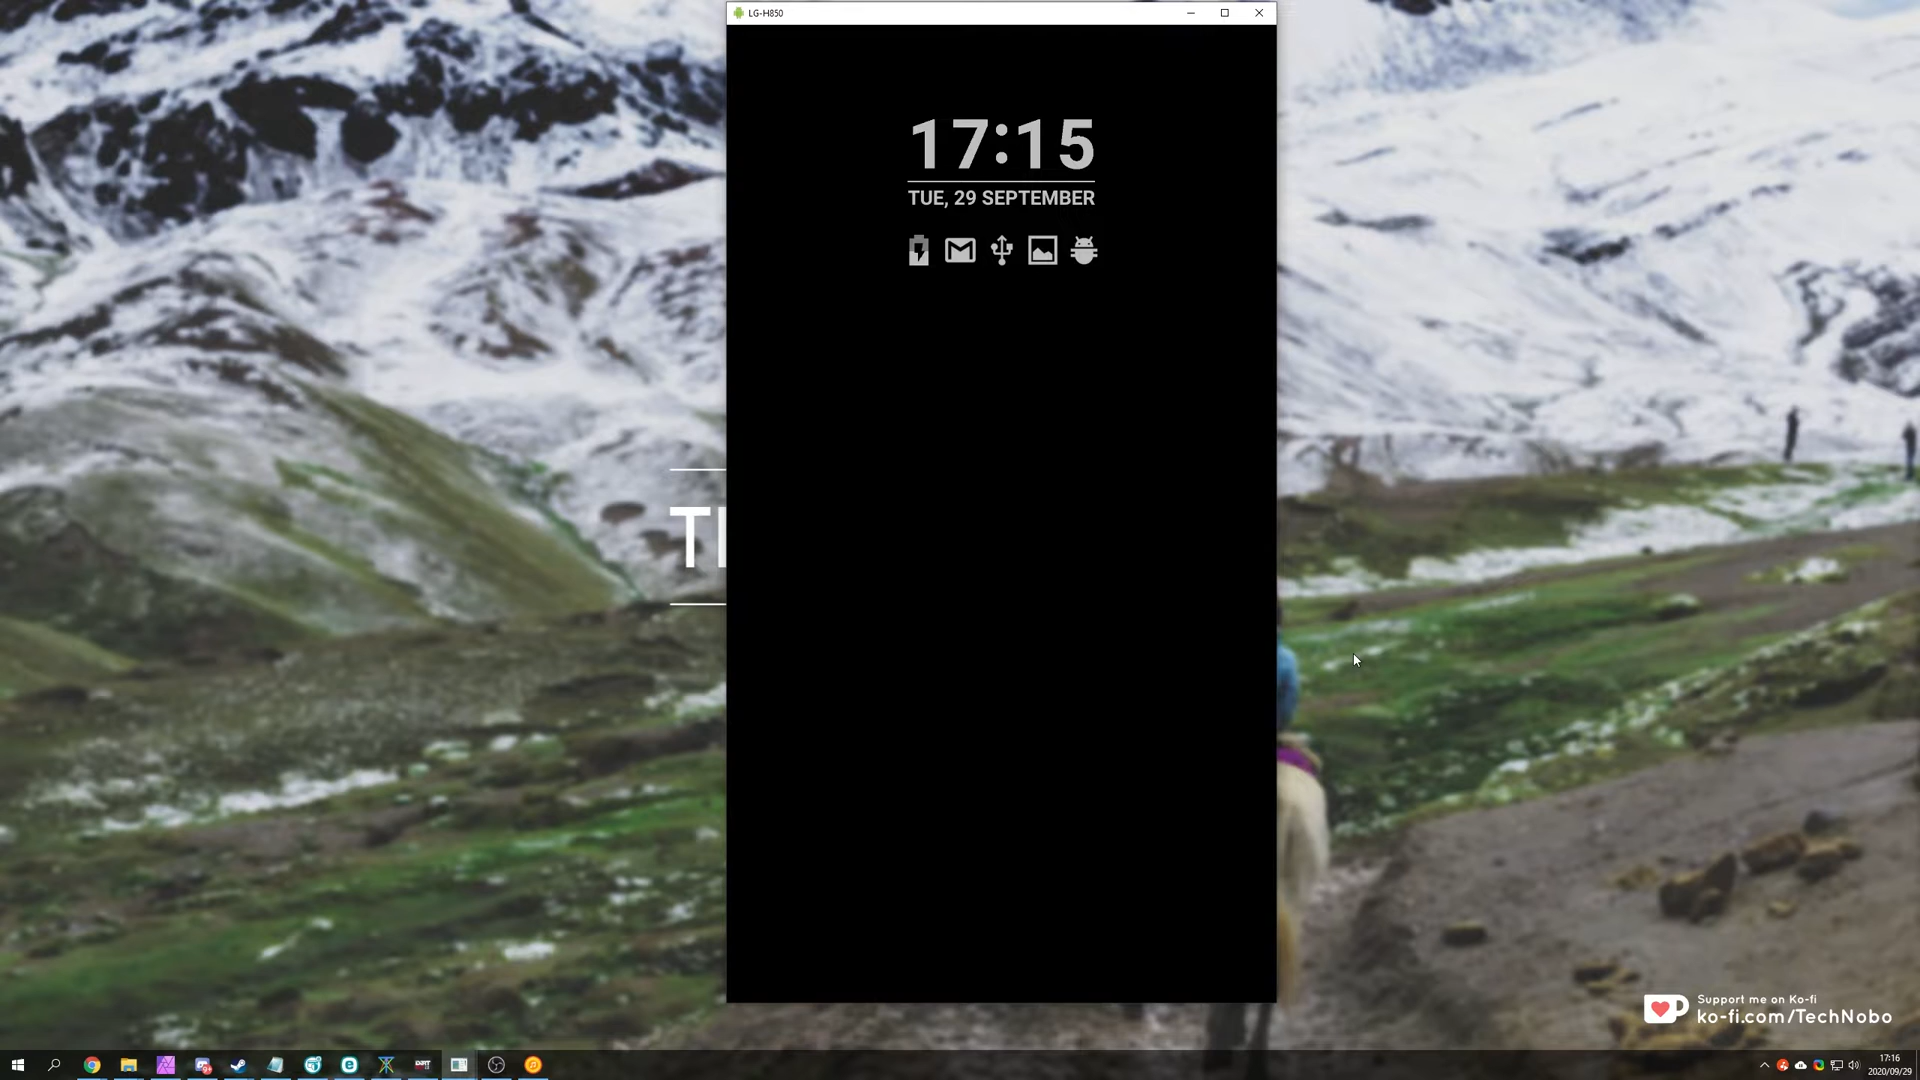 LG-H850
17:15
TUE, 29 SEPTEMBER
Support me on Ko-fi
ko-fi.com/TechNobo
17:16
2020/09/29